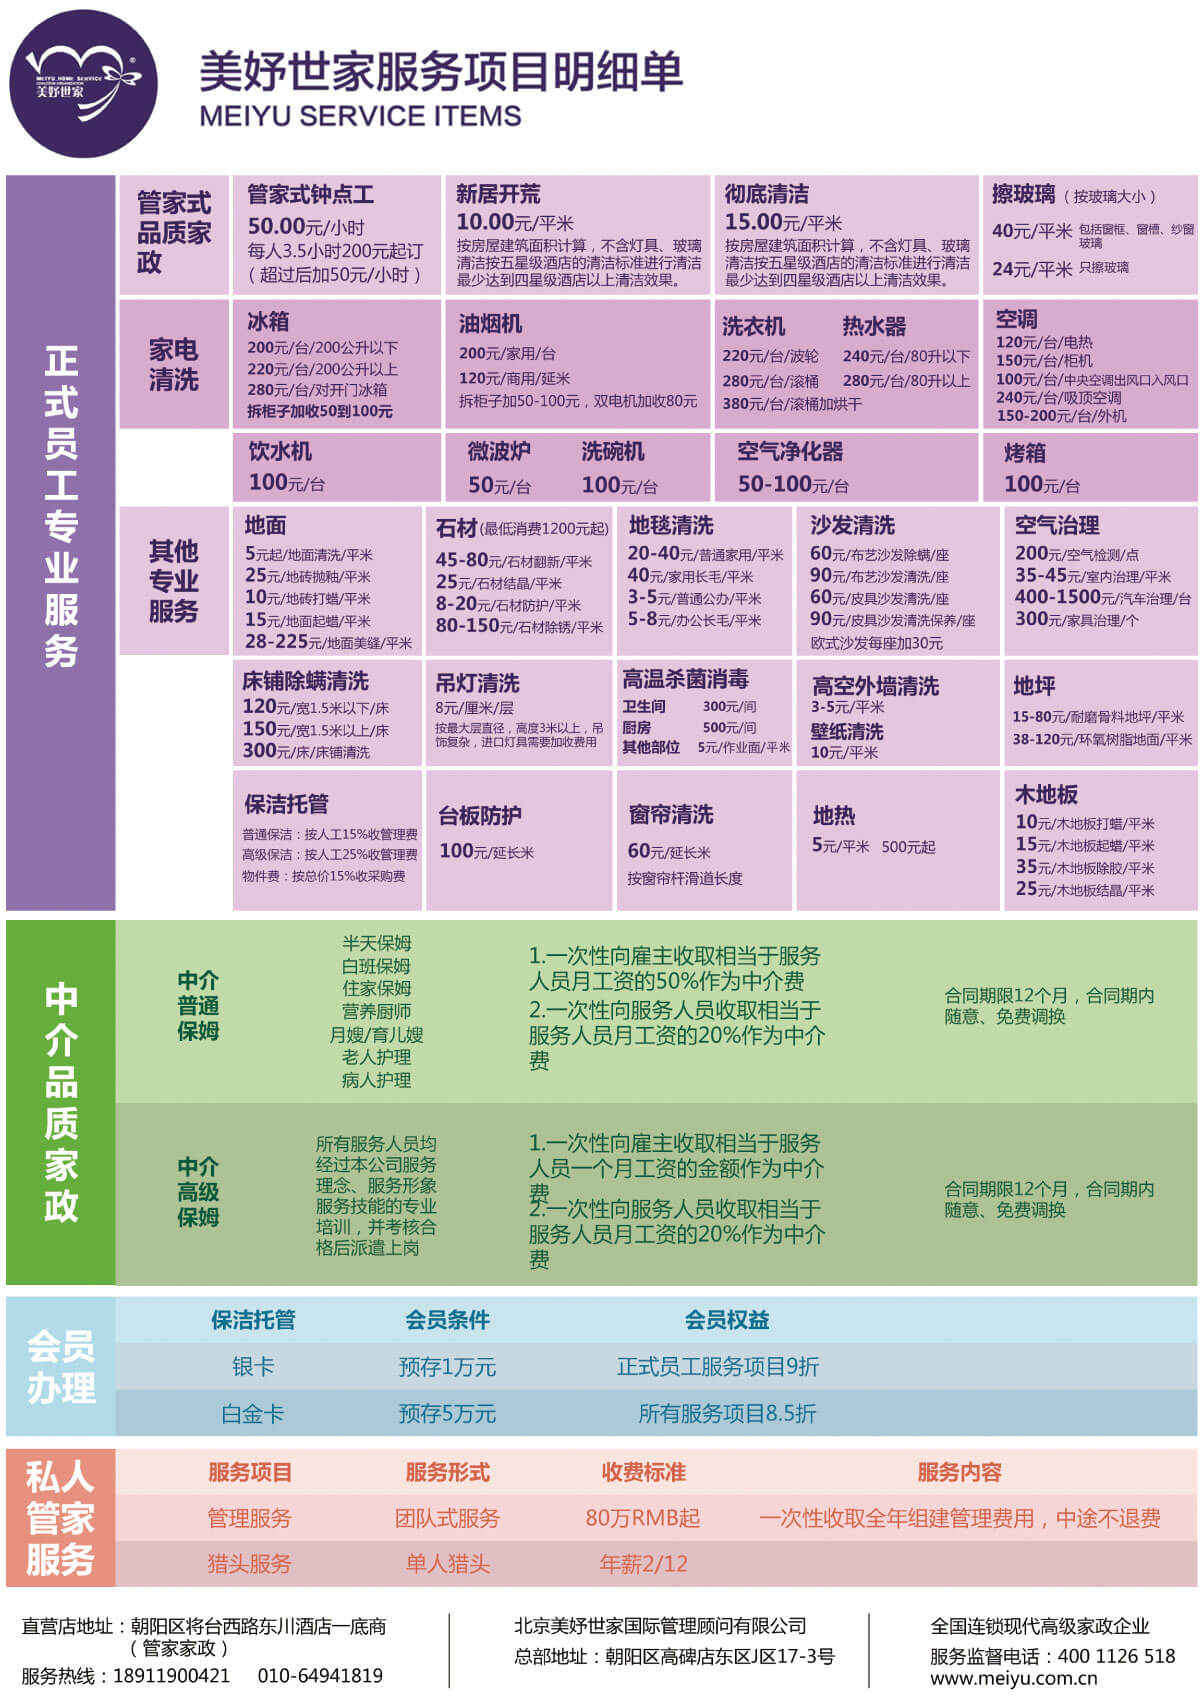 MEIYU HOME SERVICE
美妤世家
美妤世家服务项目明细单
MEIYU SERVICE ITEMS
正式员工专业服务
管家式
品质家
政
管家式钟点工
50.00元/小时
每人3.5小时200元起订
（超过后加50元/小时）
新居开荒
10.00元/平米
按房屋建筑面积计算，不含灯具、玻璃
清洁按五星级酒店的清洁标准进行清洁
最少达到四星级酒店以上清洁效果。
彻底清洁
15.00元/平米
按房屋建筑面积计算，不含灯具、玻璃
清洁按五星级酒店的清洁标准进行清洁
最少达到四星级酒店以上清洁效果。
擦玻璃（按玻璃大小）
40元/平米 包括窗框、窗槽、纱窗
玻璃
24元/平米 只擦玻璃
家电
清洗
冰箱
200元/台/200公升以下
220元/台/200公升以上
280元/台/对开门冰箱
拆柜子加收50到100元
油烟机
200元/家用/台
120元/商用/延米
拆柜子加50-100元，双电机加收80元
洗衣机
220元/台/波轮
280元/台/滚桶
380元/台/滚桶加烘干
热水器
240元/台/80升以下
280元/台/80升以上
空调
120元/台/电热
150元/台/柜机
100元/台/中央空调出风口入风口
240元/台/吸顶空调
150-200元/台/外机
饮水机
100元/台
微波炉
50元/台
洗碗机
100元/台
空气净化器
50-100元/台
烤箱
100元/台
其他
专业
服务
地面
5元起/地面清洗/平米
25元/地砖抛釉/平米
10元/地砖打蜡/平米
15元/地面起蜡/平米
28-225元/地面美缝/平米
石材(最低消费1200元起)
45-80元/石材翻新/平米
25元/石材结晶/平米
8-20元/石材防护/平米
80-150元/石材除锈/平米
地毯清洗
20-40元/普通家用/平米
40元/家用长毛/平米
3-5元/普通公办/平米
5-8元/办公长毛/平米
沙发清洗
60元/布艺沙发除螨/座
90元/布艺沙发清洗/座
60元/皮具沙发清洗/座
90元/皮具沙发清洗保养/座
欧式沙发每座加30元
空气治理
200元/空气检测/点
35-45元/室内治理/平米
400-1500元/汽车治理/台
300元/家具治理/个
床铺除螨清洗
120元/宽1.5米以下/床
150元/宽1.5米以上/床
300元/床/床铺清洗
吊灯清洗
8元/厘米/层
按最大层直径，高度3米以上，吊
饰复杂，进口灯具需要加收费用
高温杀菌消毒
卫生间 300元/间
厨房 500元/间
其他部位 5元/作业面/平米
高空外墙清洗
3-5元/平米
壁纸清洗
10元/平米
地坪
15-80元/耐磨骨料地坪/平米
38-120元/环氧树脂地面/平米
保洁托管
普通保洁：按人工15%收管理费
高级保洁：按人工25%收管理费
物件费：按总价15%收采购费
台板防护
100元/延长米
窗帘清洗
60元/延长米
按窗帘杆滑道长度
地热
5元/平米 500元起
木地板
10元/木地板打蜡/平米
15元/木地板起蜡/平米
35元/木地板除胶/平米
25元/木地板结晶/平米
中介品质家政
中介
普通
保姆
半天保姆
白班保姆
住家保姆
营养厨师
月嫂/育儿嫂
老人护理
病人护理
1.一次性向雇主收取相当于服务
人员月工资的50%作为中介费
2.一次性向服务人员收取相当于
服务人员月工资的20%作为中介
费
合同期限12个月，合同期内
随意、免费调换
中介
高级
保姆
所有服务人员均
经过本公司服务
理念、服务形象
服务技能的专业
培训，并考核合
格后派遣上岗
1.一次性向雇主收取相当于服务
人员一个月工资的金额作为中介
费
2.一次性向服务人员收取相当于
服务人员月工资的20%作为中介
费
合同期限12个月，合同期内
随意、免费调换
会员
办理
保洁托管 会员条件 会员权益
银卡 预存1万元 正式员工服务项目9折
白金卡 预存5万元 所有服务项目8.5折
私人
管家
服务
服务项目 服务形式 收费标准 服务内容
管理服务 团队式服务 80万RMB起 一次性收取全年组建管理费用，中途不退费
猎头服务 单人猎头 年薪2/12
直营店地址：朝阳区将台西路东川酒店一底商
（管家家政）
服务热线：18911900421 010-64941819
北京美妤世家国际管理顾问有限公司
总部地址：朝阳区高碑店东区J区17-3号
全国连锁现代高级家政企业
服务监督电话：400 1126 518
www.meiyu.com.cn